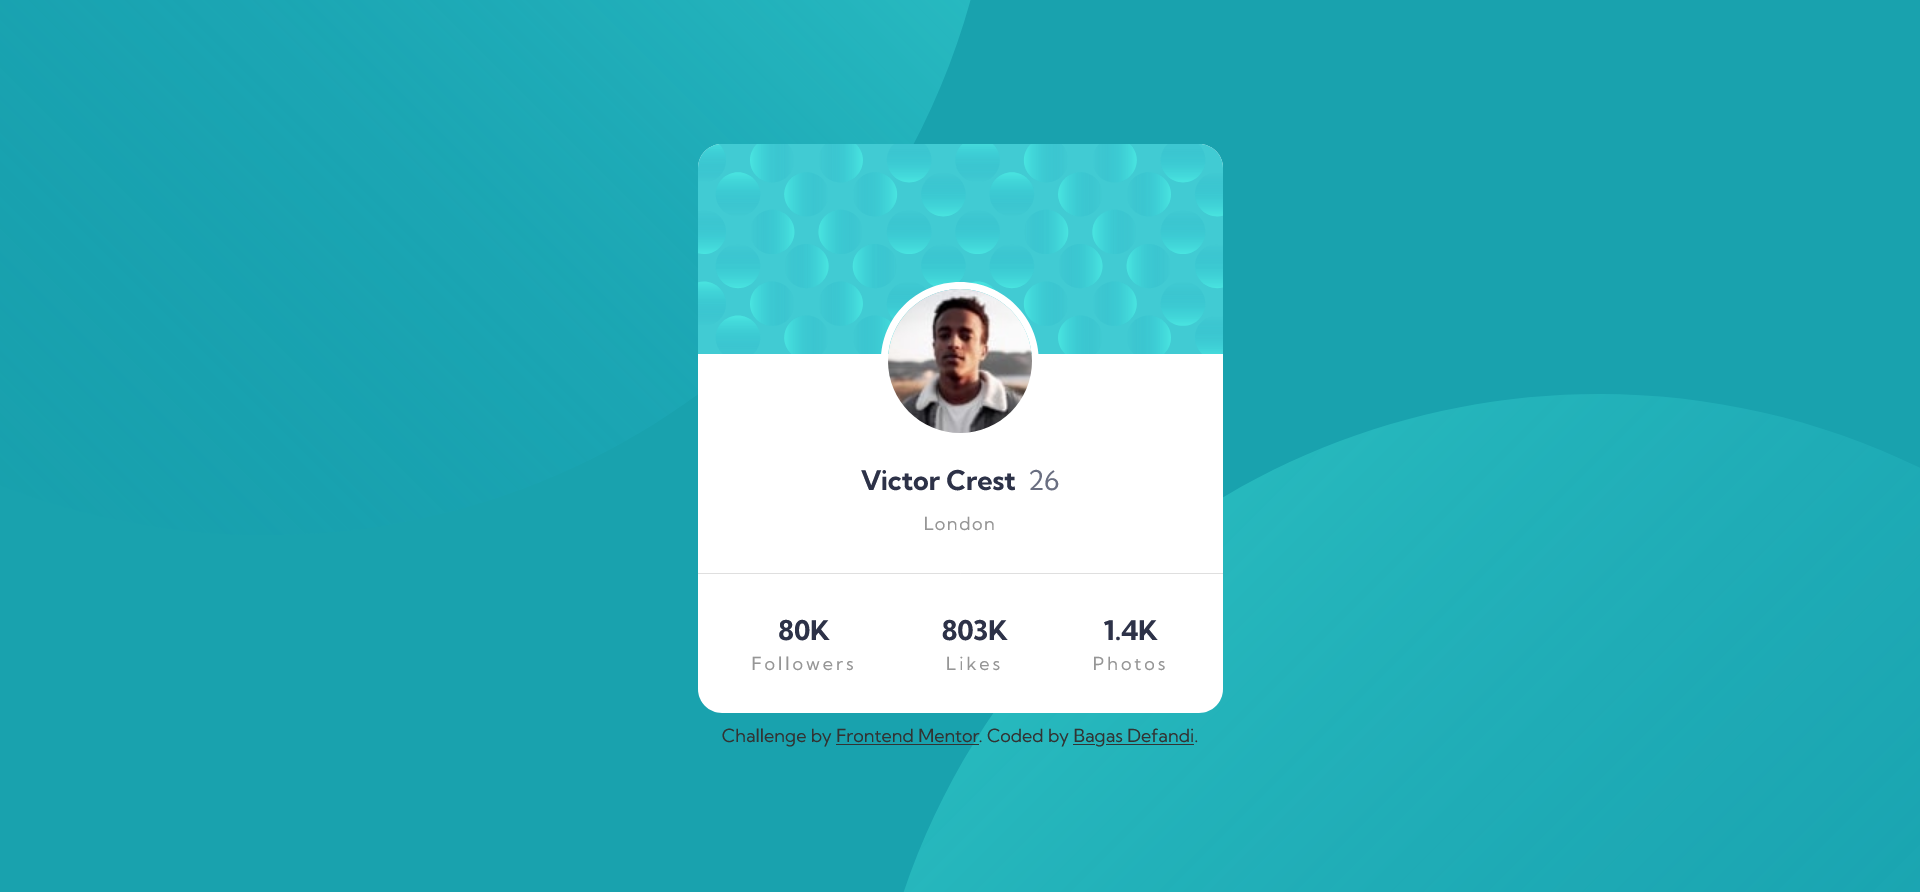 Victor Crest 26
London
80K 803K 1.4K
Followers Likes Photos
Challenge by Frontend Mentor. Coded by Bagas Defandi.